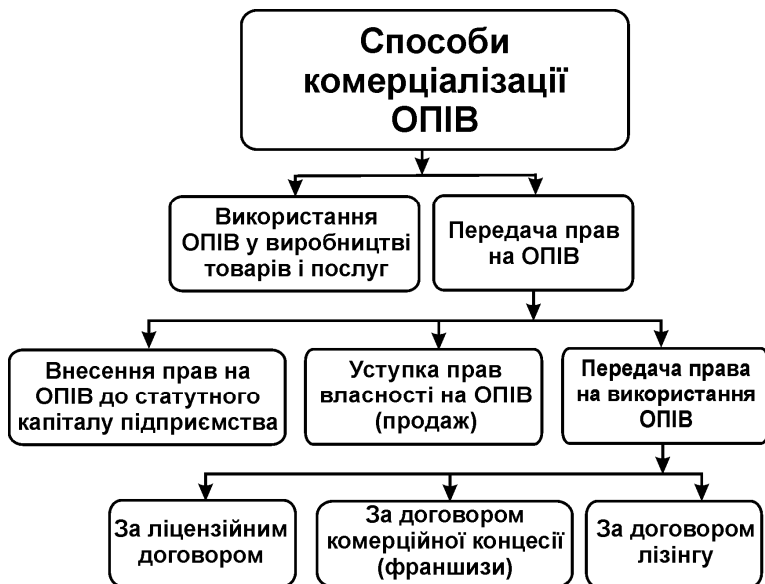 Способи
комерціалізації
ОПІВ
Використання
ОПІВ у виробництві
товарів і послуг
Передача прав
на ОПІВ
Внесення прав на
ОПІВ до статутного
капіталу підприємства
Уступка прав
власності на ОПІВ
(продаж)
Передача права
на використання
ОПІВ
За ліцензійним
договором
За договором
комерційної концесії
(франшизи)
За договором
лізінгу